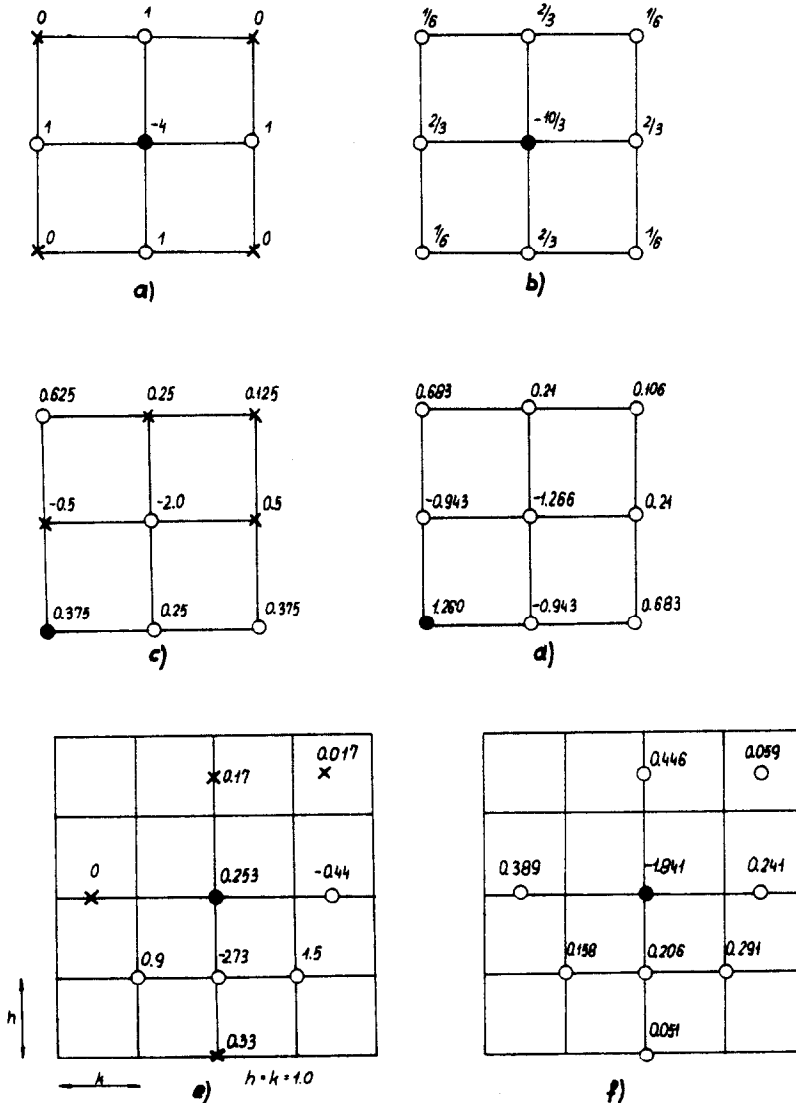 0 1 0
1/6 2/3 1/6
1 -4 1
2/3 -10/3 2/3
0 1 0
1/6 2/3 1/6
a)
b)
0.625 0.25 0.125
0.683 0.21 0.106
-0.5 -2.0 0.5
-0.943 -1.266 0.21
0.375 0.25 0.375
1.260 -0.943 0.683
c)
d)
0.17 0.017
0.446 0.059
0 0.253 -0.44
0.389 -1.841 0.241
0.9 -2.73 1.5
0.158 0.206 0.291
h
0.33
0.051
k
h=k=1.0
e)
f)